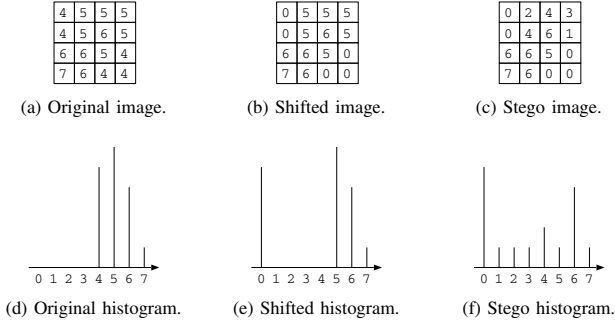 4 5 5 5
4 5 6 5
6 6 5 4
7 6 4 4
(a) Original image.
0 5 5 5
0 5 6 5
6 6 5 0
7 6 0 0
(b) Shifted image.
0 2 4 3
0 4 6 1
6 6 5 0
7 6 0 0
(c) Stego image.
0 1 2 3 4 5 6 7
(d) Original histogram.
0 1 2 3 4 5 6 7
(e) Shifted histogram.
0 1 2 3 4 5 6 7
(f) Stego histogram.